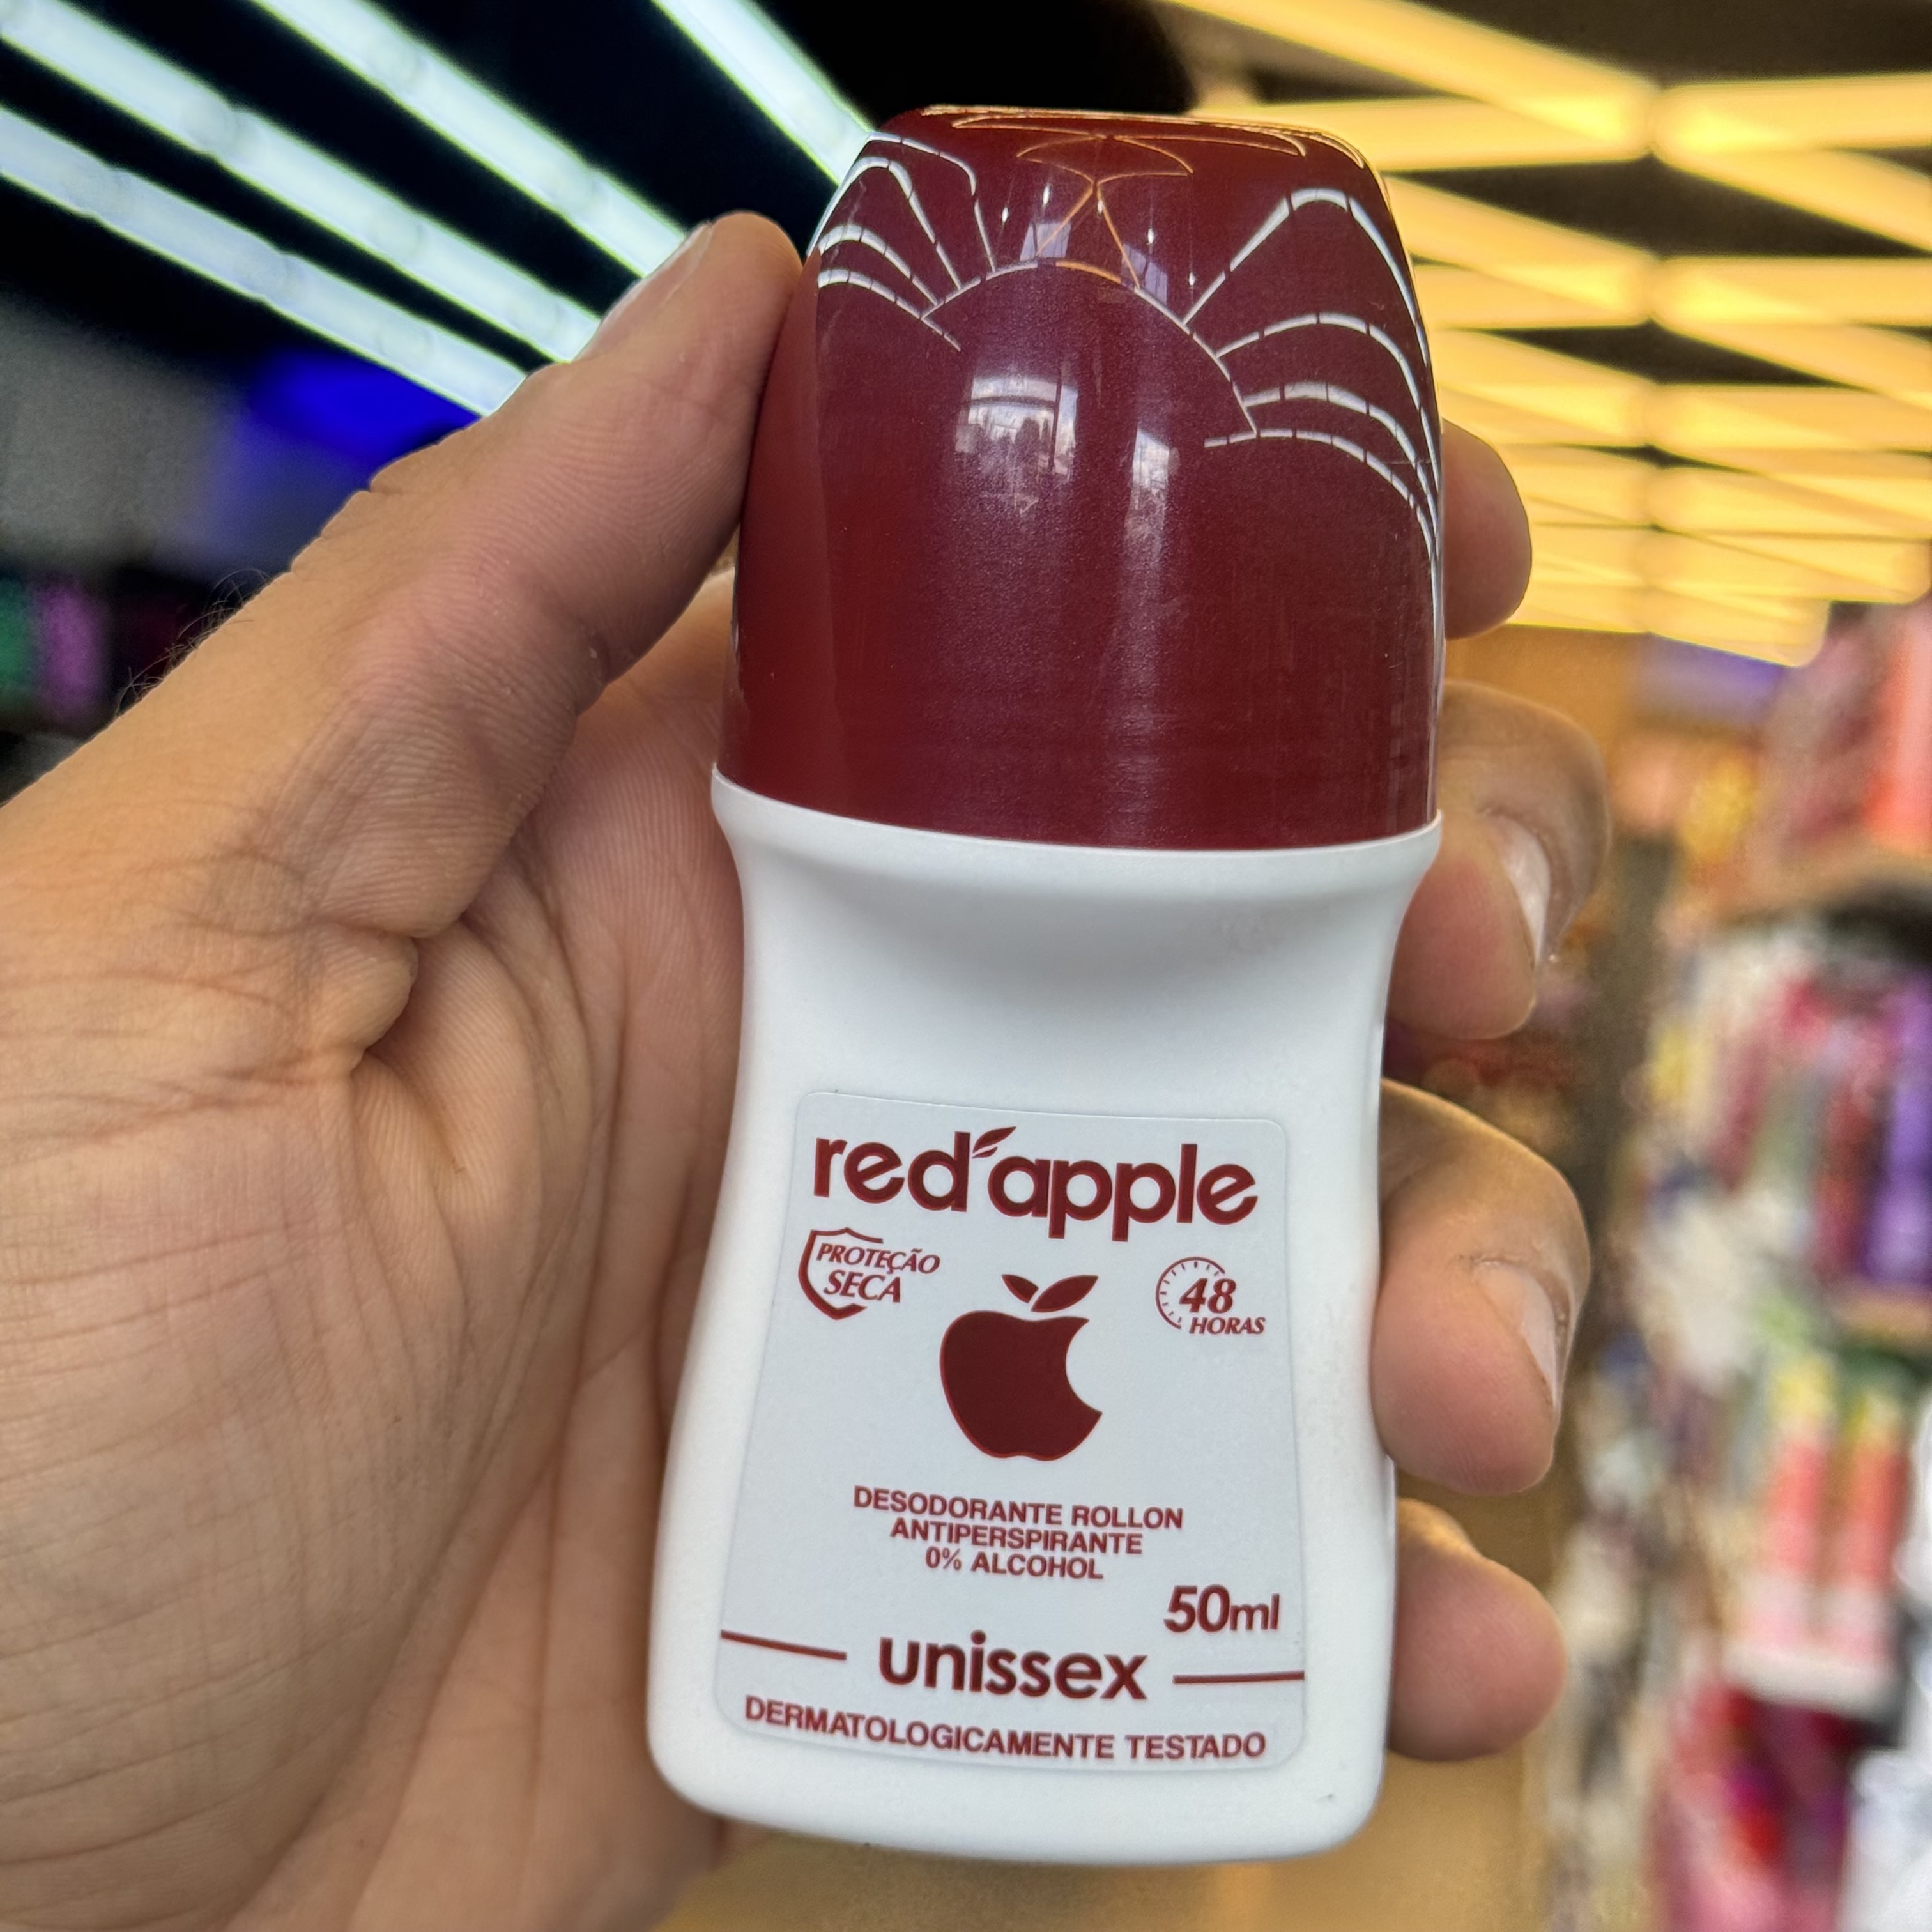 red apple
PROTEÇÃO
SECA
48
HORAS
DESODORANTE ROLLON
ANTIPERSPIRANTE
0% ALCOHOL
50ml
unissex
DERMATOLOGICAMENTE TESTADO